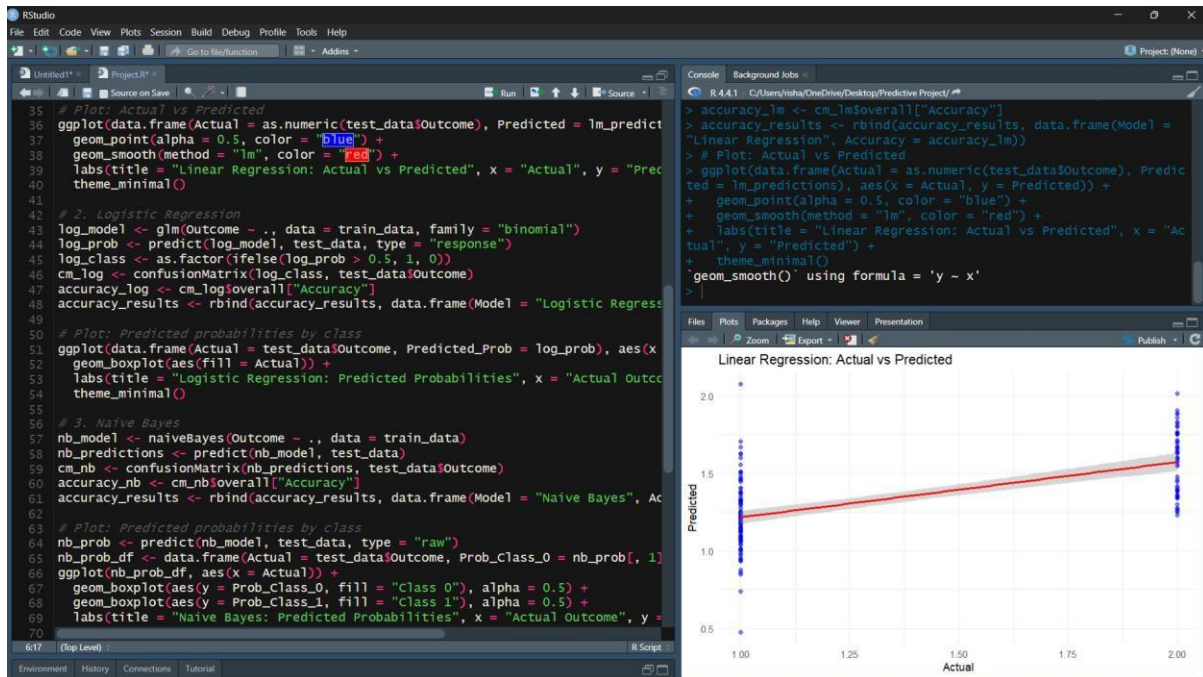 RStudio
File Edit Code View Plots Session Build Debug Profile Tools Help
Go to file/function Addins Project: (None)
Untitled1* Project.R*
Source on Save Run Source
35 # Plot: Actual vs Predicted
36 ggplot(data.frame(Actual = as.numeric(test_data$Outcome), Predicted = lm_predict
37 geom_point(alpha = 0.5, color = "blue") +
38 geom_smooth(method = "lm", color = "red") +
39 labs(title = "Linear Regression: Actual vs Predicted", x = "Actual", y = "Pred
40 theme_minimal()
41
42 # 2. Logistic Regression
43 log_model <- glm(Outcome ~ ., data = train_data, family = "binomial")
44 log_prob <- predict(log_model, test_data, type = "response")
45 log_class <- as.factor(ifelse(log_prob > 0.5, 1, 0))
46 cm_log <- confusionMatrix(log_class, test_data$Outcome)
47 accuracy_log <- cm_log$overall["Accuracy"]
48 accuracy_results <- rbind(accuracy_results, data.frame(Model = "Logistic Regress
49
50 # Plot: Predicted probabilities by class
51 ggplot(data.frame(Actual = test_data$Outcome, Predicted_Prob = log_prob), aes(x
52 geom_boxplot(aes(fill = Actual)) +
53 labs(title = "Logistic Regression: Predicted Probabilities", x = "Actual Outco
54 theme_minimal()
55
56 # 3. Naive Bayes
57 nb_model <- naiveBayes(Outcome ~ ., data = train_data)
58 nb_predictions <- predict(nb_model, test_data)
59 cm_nb <- confusionMatrix(nb_predictions, test_data$Outcome)
60 accuracy_nb <- cm_nb$overall["Accuracy"]
61 accuracy_results <- rbind(accuracy_results, data.frame(Model = "Naive Bayes", Ac
62
63 # Plot: Predicted probabilities by class
64 nb_prob <- predict(nb_model, test_data, type = "raw")
65 nb_prob_df <- data.frame(Actual = test_data$Outcome, Prob_Class_0 = nb_prob[, 1]
66 ggplot(nb_prob_df, aes(x = Actual)) +
67 geom_boxplot(aes(y = Prob_Class_0, fill = "Class 0"), alpha = 0.5) +
68 geom_boxplot(aes(y = Prob_Class_1, fill = "Class 1"), alpha = 0.5) +
69 labs(title = "Naive Bayes: Predicted Probabilities", x = "Actual Outcome", y =
70
6:17 (Top Level) R Script
Environment History Connections Tutorial
Console Background Jobs
R 4.4.1 · C:/Users/risha/OneDrive/Desktop/Predictive Project/
> accuracy_lm <- cm_lm$overall["Accuracy"]
> accuracy_results <- rbind(accuracy_results, data.frame(Model =
"Linear Regression", Accuracy = accuracy_lm))
> # Plot: Actual vs Predicted
> ggplot(data.frame(Actual = as.numeric(test_data$Outcome), Predic
ted = lm_predictions), aes(x = Actual, y = Predicted)) +
+ geom_point(alpha = 0.5, color = "blue") +
+ geom_smooth(method = "lm", color = "red") +
+ labs(title = "Linear Regression: Actual vs Predicted", x = "Ac
tual", y = "Predicted") +
+ theme_minimal()
`geom_smooth()` using formula = 'y ~ x'
>
Files Plots Packages Help Viewer Presentation
Zoom Export Publish
Linear Regression: Actual vs Predicted
2.0
1.5
1.0
0.5
Predicted
1.00 1.25 1.50 1.75 2.00
Actual